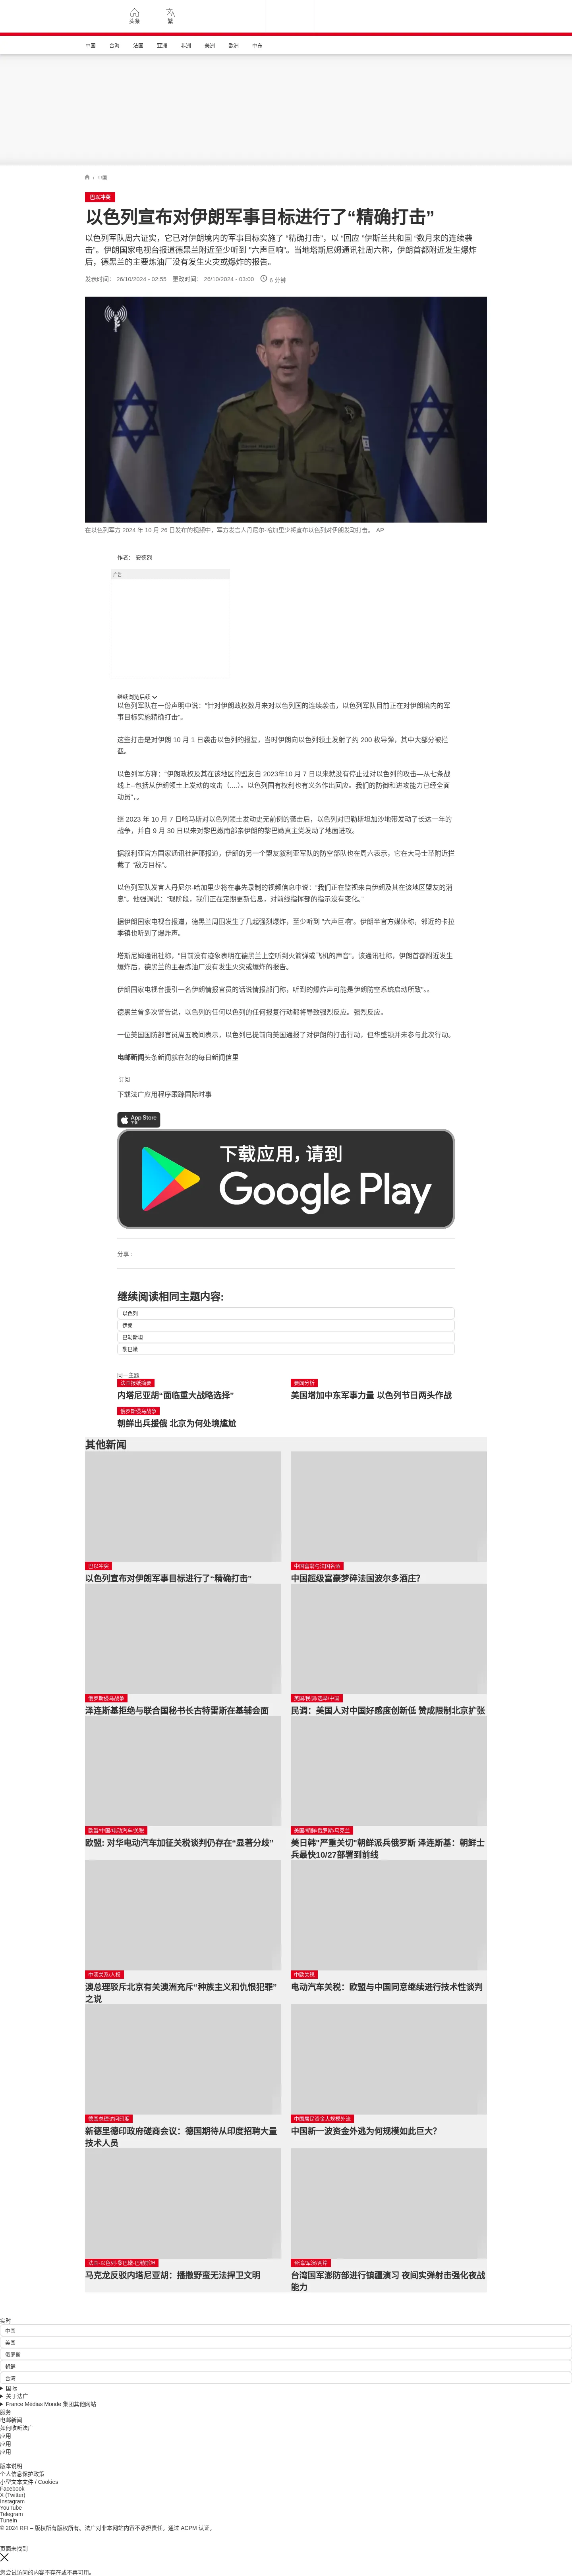 头条
繁
中国
台海
法国
亚洲
非洲
美洲
欧洲
中东
/ 中东
巴以冲突
以色列宣布对伊朗军事目标进行了“精确打击”
以色列军队周六证实，它已对伊朗境内的军事目标实施了 “精确打击”，以 “回应 ”伊斯兰共和国 “数月来的连续袭
击”。伊朗国家电视台报道德黑兰附近至少听到 “六声巨响”。当地塔斯尼姆通讯社周六称，伊朗首都附近发生爆炸
后，德黑兰的主要炼油厂没有发生火灾或爆炸的报告。
发表时间： 26/10/2024 - 02:55 更改时间： 26/10/2024 - 03:00 6 分钟
在以色列军方 2024 年 10 月 26 日发布的视频中，军方发言人丹尼尔-哈加里少将宣布以色列对伊朗发动打击。 AP
作者： 安德烈
广告
继续浏览后续
以色列军队在一份声明中说：“针对伊朗政权数月来对以色列国的连续袭击，以色列军队目前正在对伊朗境内的军
事目标实施精确打击”。
这些打击是对伊朗 10 月 1 日袭击以色列的报复，当时伊朗向以色列领土发射了约 200 枚导弹，其中大部分被拦
截。
以色列军方称：“伊朗政权及其在该地区的盟友自 2023年10 月 7 日以来就没有停止过对以色列的攻击—从七条战
线上--包括从伊朗领土上发动的攻击（....）。以色列国有权利也有义务作出回应。我们的防御和进攻能力已经全面
动员”，。
继 2023 年 10 月 7 日哈马斯对以色列领土发动史无前例的袭击后，以色列对巴勒斯坦加沙地带发动了长达一年的
战争，并自 9 月 30 日以来对黎巴嫩南部亲伊朗的黎巴嫩真主党发动了地面进攻。
据叙利亚官方国家通讯社萨那报道，伊朗的另一个盟友叙利亚军队的防空部队也在周六表示，它在大马士革附近拦
截了 “敌方目标”。
以色列军队发言人丹尼尔-哈加里少将在事先录制的视频信息中说：“我们正在监视来自伊朗及其在该地区盟友的消
息”。他强调说：“现阶段，我们正在定期更新信息，对前线指挥部的指示没有变化。”
据伊朗国家电视台报道，德黑兰周围发生了几起强烈爆炸，至少听到 “六声巨响”。伊朗半官方媒体称，邻近的卡拉
季镇也听到了爆炸声。
塔斯尼姆通讯社称，“目前没有迹象表明在德黑兰上空听到火箭弹或飞机的声音”。该通讯社称，伊朗首都附近发生
爆炸后，德黑兰的主要炼油厂没有发生火灾或爆炸的报告。
伊朗国家电视台援引一名伊朗情报官员的话说情报部门称，听到的爆炸声可能是伊朗防空系统启动所致”。。
德黑兰曾多次警告说，以色列的任何以色列的任何报复行动都将导致强烈反应。强烈反应。
一位美国国防部官员周五晚间表示，以色列已提前向美国通报了对伊朗的打击行动，但华盛顿并未参与此次行动。
电邮新闻头条新闻就在您的每日新闻信里
订阅
下载法广应用程序跟踪国际时事
App Store
下载
下载应用，请到
Google Play
分享 :
继续阅读相同主题内容:
以色列
伊朗
巴勒斯坦
黎巴嫩
同一主题
法国报纸摘要
内塔尼亚胡“面临重大战略选择”
要闻分析
美国增加中东军事力量 以色列节日两头作战
俄罗斯侵乌战争
朝鲜出兵援俄 北京为何处境尴尬
其他新闻
巴以冲突
以色列宣布对伊朗军事目标进行了“精确打击”
中国富翁与法国名酒
中国超级富豪梦碎法国波尔多酒庄？
俄罗斯侵乌战争
泽连斯基拒绝与联合国秘书长古特雷斯在基辅会面
美国/民调/选举/中国
民调：美国人对中国好感度创新低 赞成限制北京扩张
欧盟/中国/电动汽车/关税
欧盟: 对华电动汽车加征关税谈判仍存在“显著分歧”
美国/朝鲜/俄罗斯/乌克兰
美日韩"严重关切"朝鲜派兵俄罗斯 泽连斯基：朝鲜士
兵最快10/27部署到前线
中澳关系/人权
澳总理驳斥北京有关澳洲充斥“种族主义和仇恨犯罪”
之说
中欧关税
电动汽车关税：欧盟与中国同意继续进行技术性谈判
德国总理访问印度
新德里德印政府磋商会议：德国期待从印度招聘大量
技术人员
中国居民资金大规模外流
中国新一波资金外逃为何规模如此巨大？
法国-以色列-黎巴嫩-巴勒斯坦
马克龙反驳内塔尼亚胡：播撒野蛮无法捍卫文明
台湾/军演/两岸
台湾国军澎防部进行镇疆演习 夜间实弹射击强化夜战
能力
实时
中国
美国
俄罗斯
朝鲜
台湾
国际
关于法广
France Médias Monde 集团其他网站
服务
电邮新闻
如何收听法广
应用
应用
应用
版本说明
个人信息保护政策
小型文本文件 / Cookies
Facebook
X (Twitter)
Instagram
YouTube
Telegram
TuneIn
© 2024 RFI – 版权所有版权所有。法广对非本网站内容不承担责任。通过 ACPM 认证。
页面未找到
您尝试访问的内容不存在或不再可用。